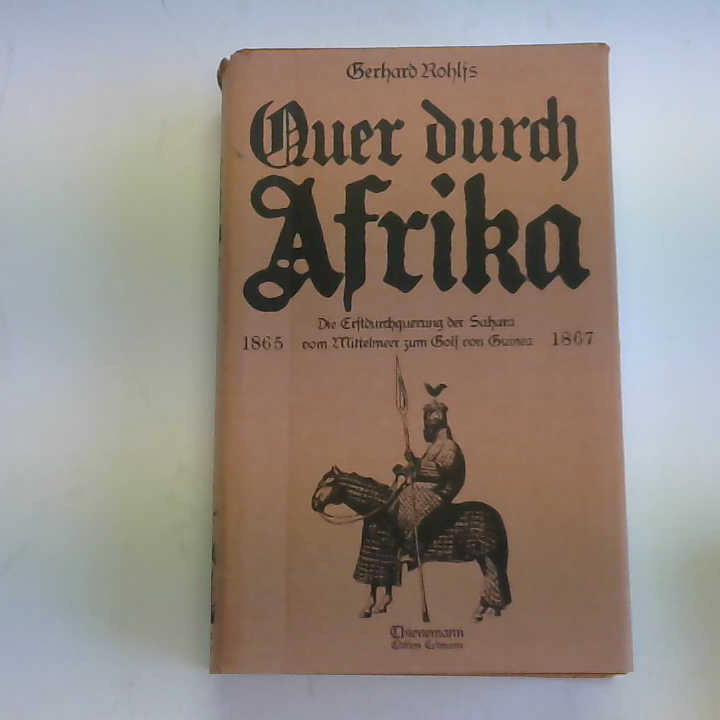 Gerhard Rohlfs
Quer durch
Afrika
Die Erstdurchquerung der Sahara
1865 vom Mittelmeer zum Golf von Guinea 1867
Thienemann
Edition Erdmann